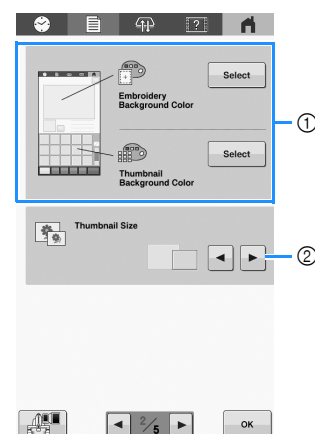 Embroidery
Background Color
Select
①
Thumbnail
Background Color
Select
Thumbnail Size
②
2/5
OK